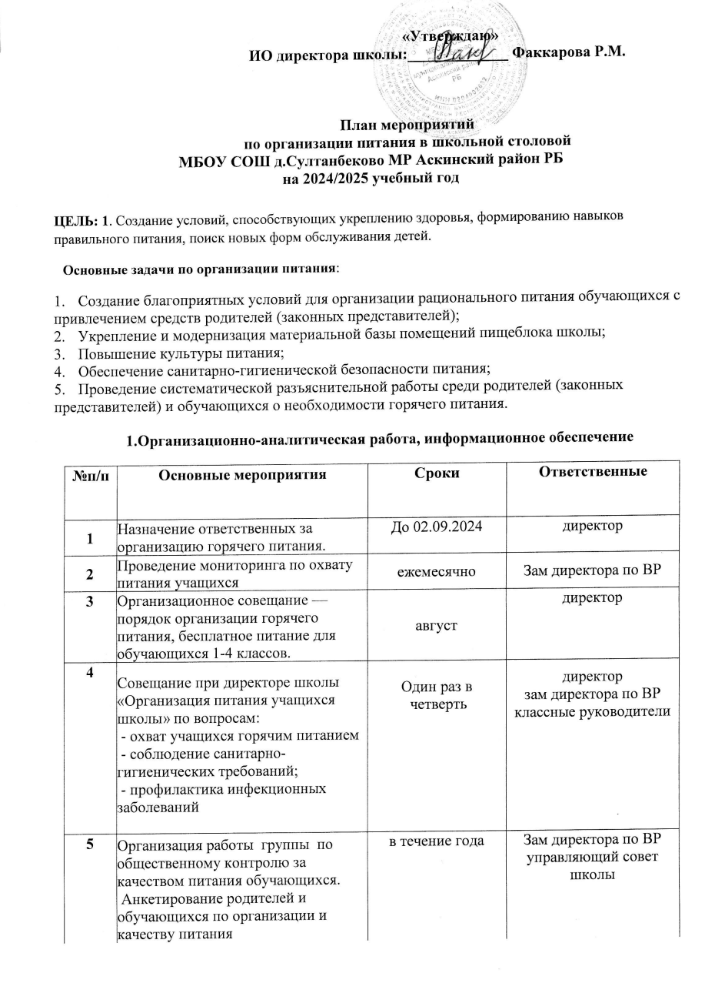 «Утверждаю»
ИО директора школы:______________ Факкарова Р.М.
Аскинский район
РБ
План мероприятий
по организации питания в школьной столовой
МБОУ СОШ д.Султанбеково МР Аскинский район РБ
на 2024/2025 учебный год
ЦЕЛЬ: 1. Создание условий, способствующих укреплению здоровья, формированию навыков
правильного питания, поиск новых форм обслуживания детей.
Основные задачи по организации питания:
1. Создание благоприятных условий для организации рационального питания обучающихся с
привлечением средств родителей (законных представителей);
2. Укрепление и модернизация материальной базы помещений пищеблока школы;
3. Повышение культуры питания;
4. Обеспечение санитарно-гигиенической безопасности питания;
5. Проведение систематической разъяснительной работы среди родителей (законных
представителей) и обучающихся о необходимости горячего питания.
1.Организационно-аналитическая работа, информационное обеспечение
№п/п Основные мероприятия Сроки Ответственные
1 Назначение ответственных за До 02.09.2024 директор
организацию горячего питания.
2 Проведение мониторинга по охвату ежемесячно Зам директора по ВР
питания учащихся
3 Организационное совещание — директор
порядок организации горячего
питания, бесплатное питание для август
обучающихся 1-4 классов.
4
Совещание при директоре школы Один раз в директор
«Организация питания учащихся четверть зам директора по ВР
школы» по вопросам: классные руководители
- охват учащихся горячим питанием
- соблюдение санитарно-
гигиенических требований;
- профилактика инфекционных
заболеваний
5 Организация работы группы по в течение года Зам директора по ВР
общественному контролю за управляющий совет
качеством питания обучающихся. школы
Анкетирование родителей и
обучающихся по организации и
качеству питания